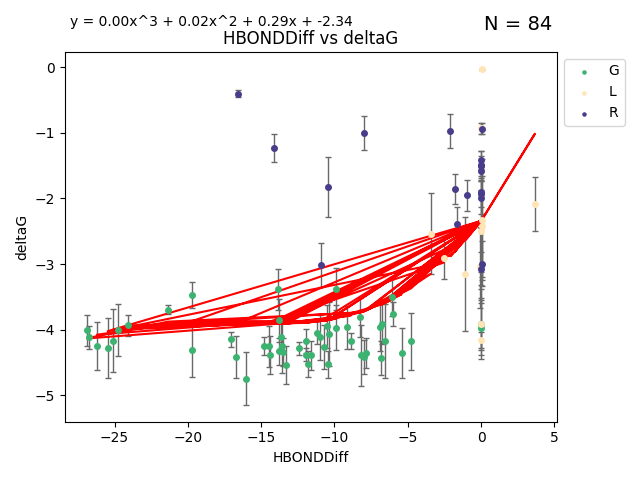 y = 0.00x^3 + 0.02x^2 + 0.29x + -2.34
N = 84
HBONDDiff vs deltaG
G
L
R
deltaG
0
−1
−2
−3
−4
−5
−25 −20 −15 −10 −5 0 5
HBONDDiff